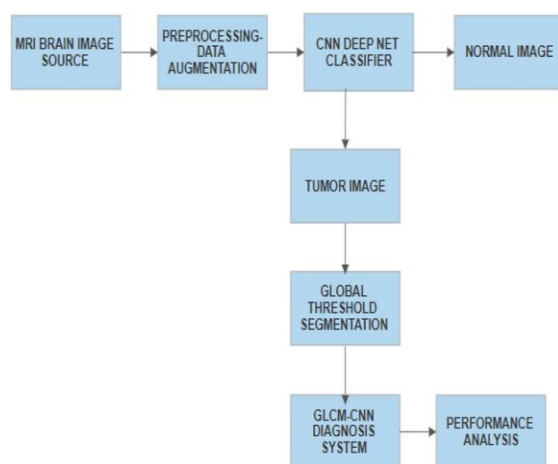 MRI BRAIN IMAGE
SOURCE
PREPROCESSING-
DATA
AUGMENTATION
CNN DEEP NET
CLASSIFIER
NORMAL IMAGE
TUMOR IMAGE
GLOBAL
THRESHOLD
SEGMENTATION
GLCM-CNN
DIAGNOSIS
SYSTEM
PERFORMANCE
ANALYSIS